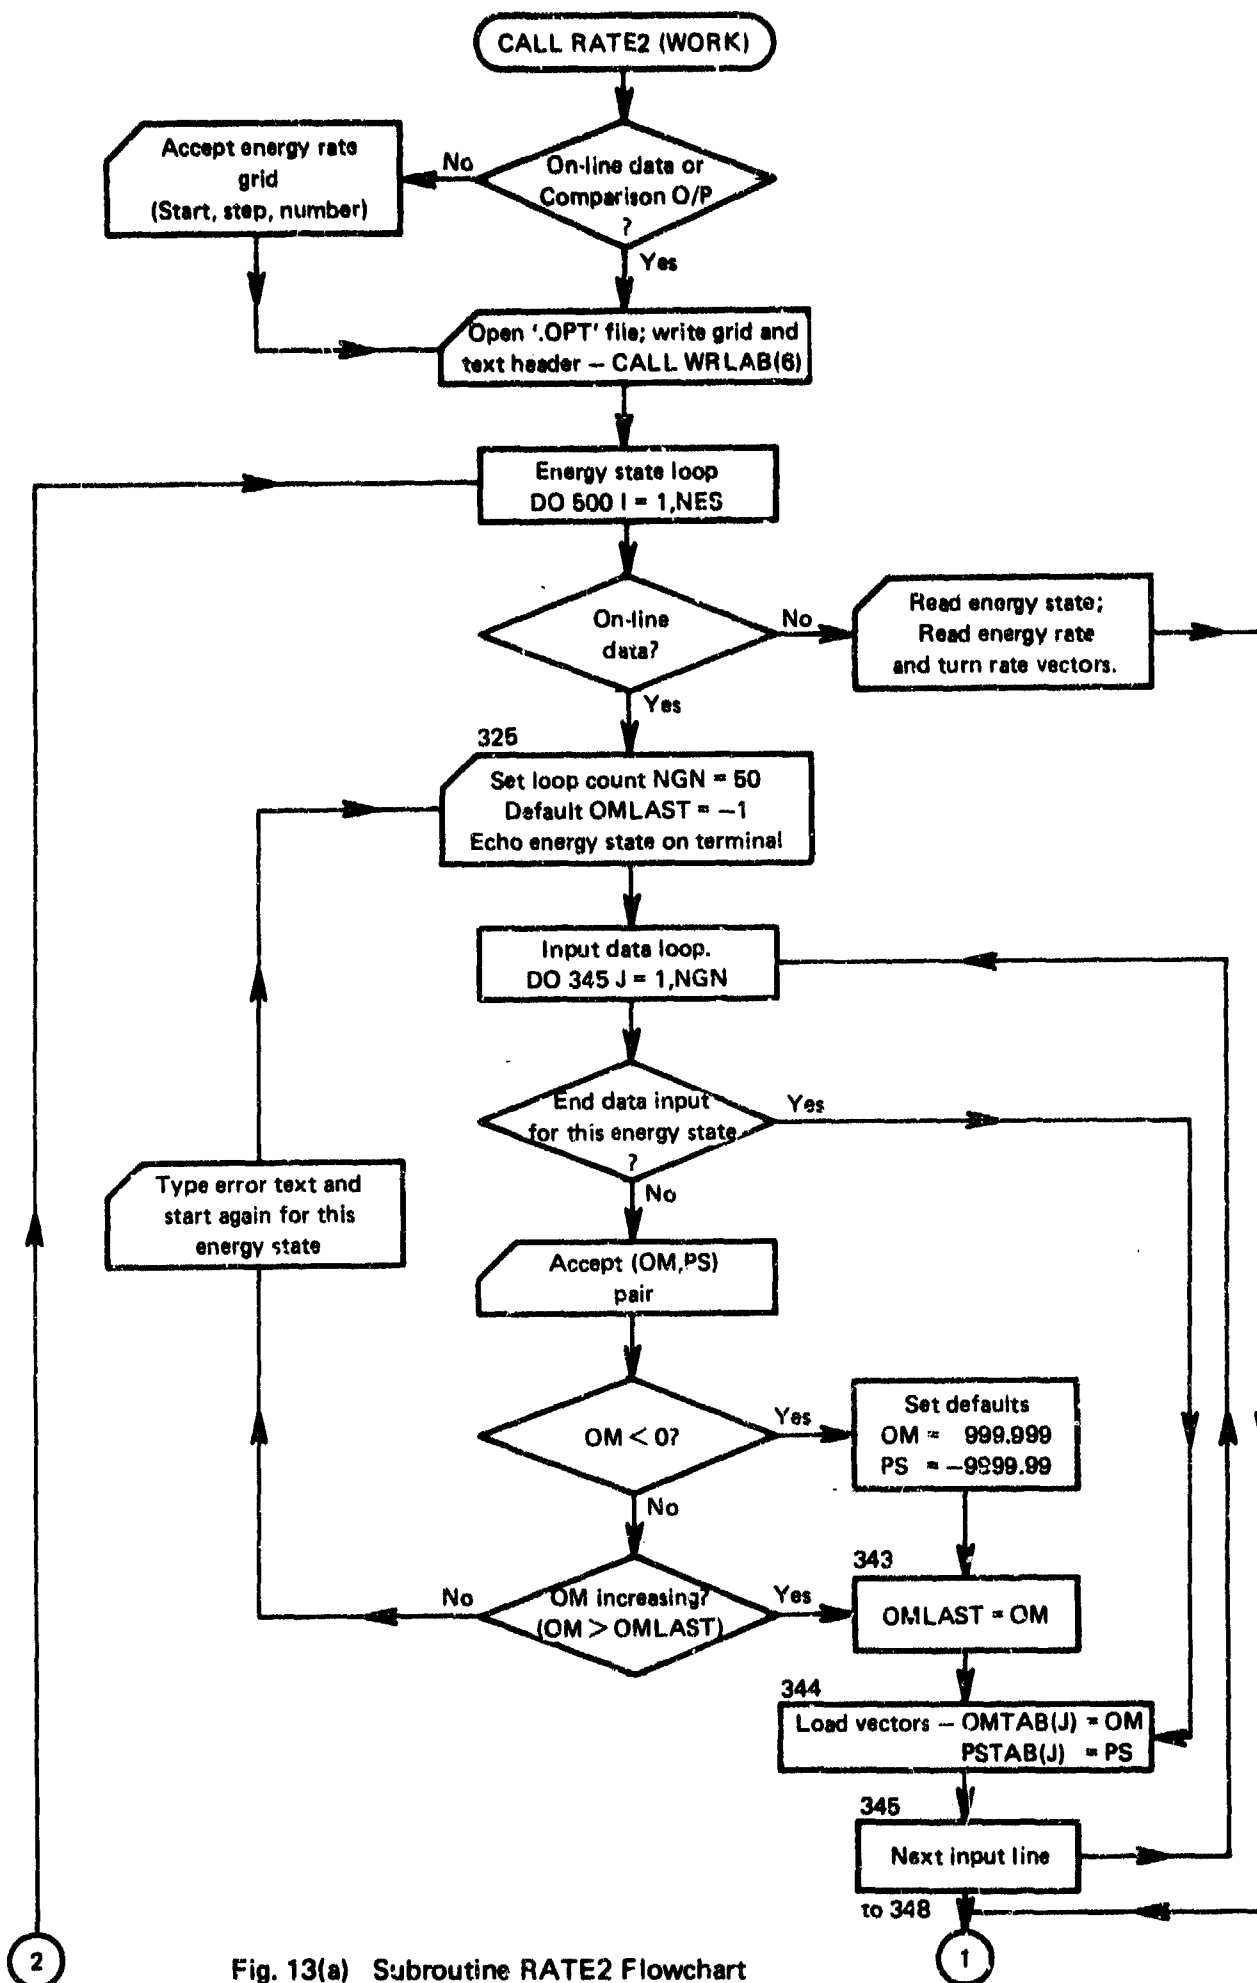 CALL RATE2 (WORK)
Accept energy rate
grid
(Start, step, number)
No
On-line data or
Comparison O/P
?
Yes
Open '.OPT' file; write grid and
text header – CALL WRLAB(6)
Energy state loop
DO 500 I = 1,NES
On-line
data?
No
Read energy state;
Read energy rate
and turn rate vectors.
Yes
325
Set loop count NGN = 50
Default OMLAST = –1
Echo energy state on terminal
Input data loop.
DO 345 J = 1,NGN
End data input
for this energy state
?
Yes
No
Type error text and
start again for this
energy state
Accept (OM,PS)
pair
OM < 0?
Yes
Set defaults
OM = 999.999
PS = –9999.99
No
343
No
OM increasing?
(OM > OMLAST)
Yes
OMLAST = OM
344
Load vectors – OMTAB(J) = OM
PSTAB(J) = PS
345
Next input line
to 348
2
1
Fig. 13(a) Subroutine RATE2 Flowchart